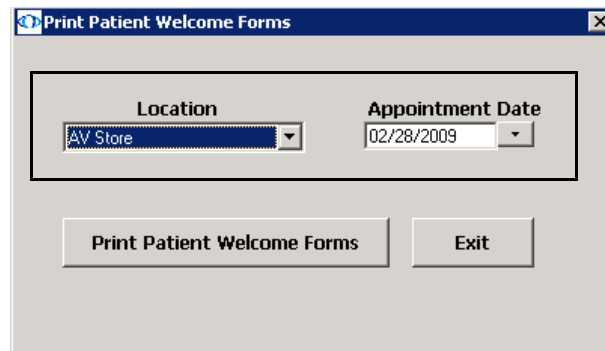 Print Patient Welcome Forms
Location Appointment Date
AV Store 02/28/2009
Print Patient Welcome Forms Exit